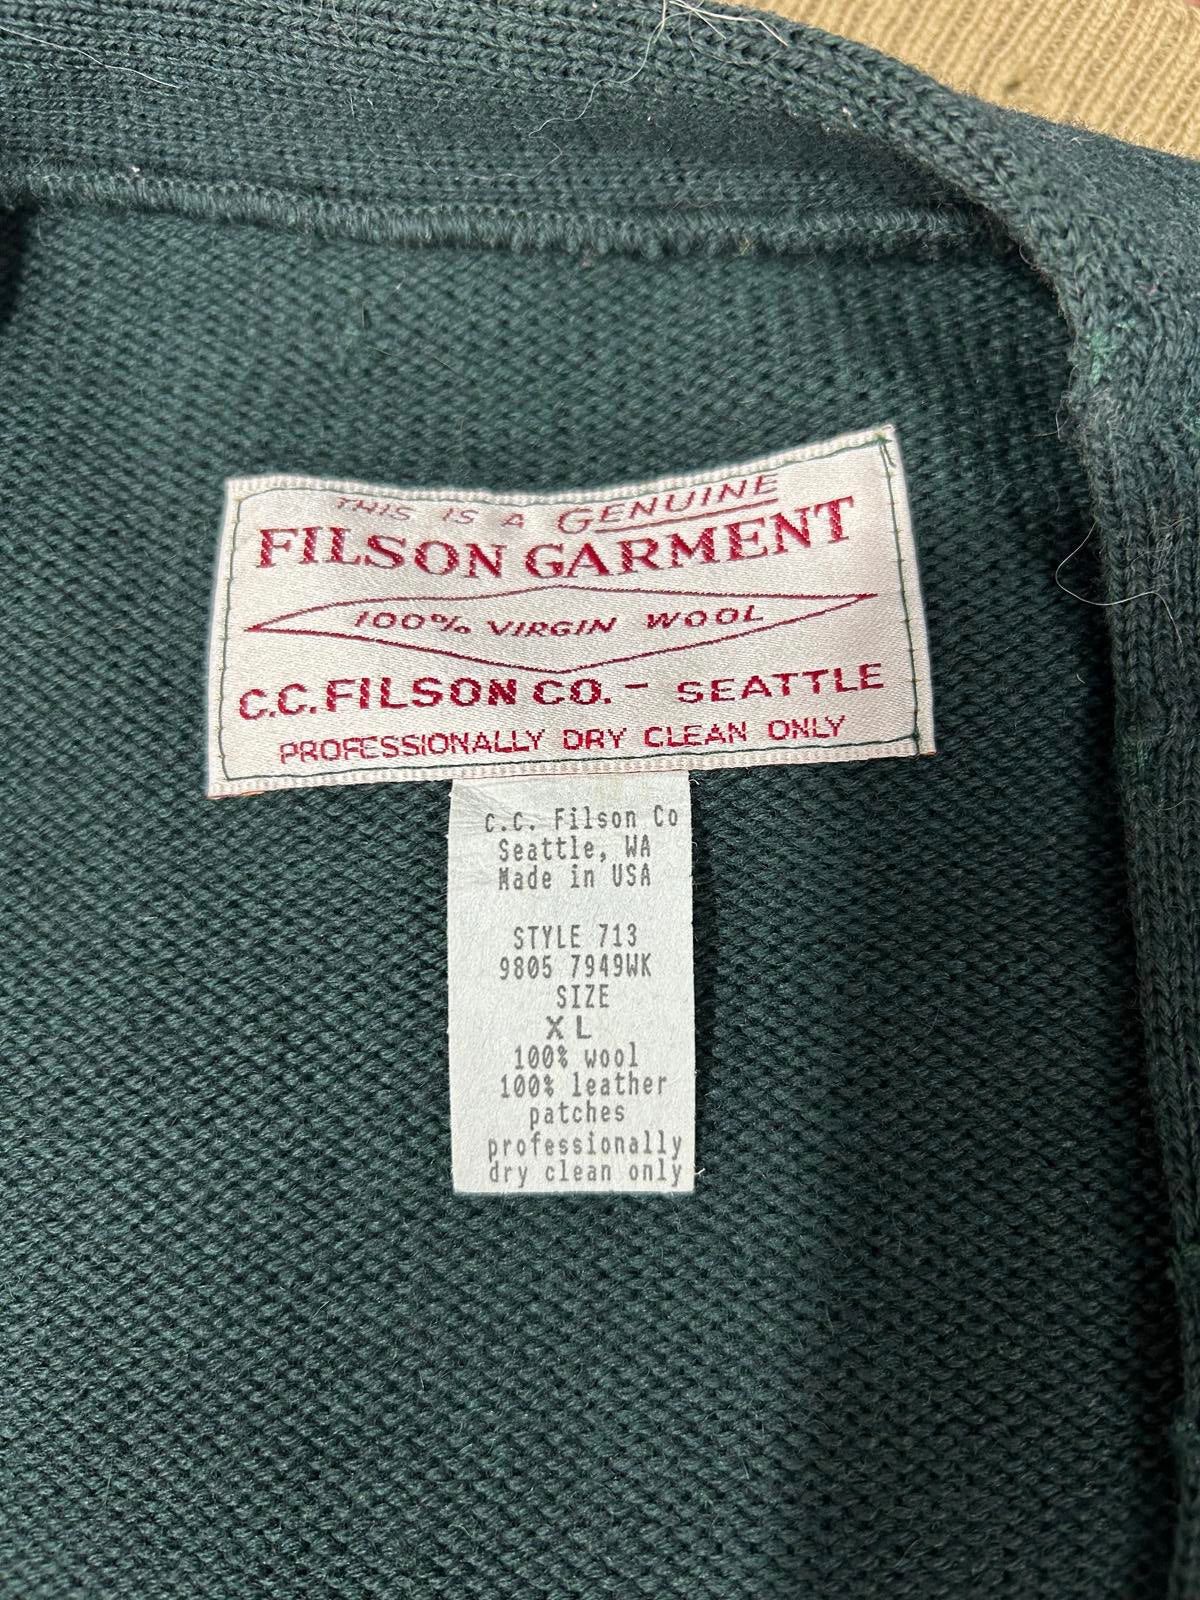 THIS IS A GENUINE
FILSON GARMENT
100% VIRGIN WOOL
C.C. FILSON CO. - SEATTLE
PROFESSIONALLY DRY CLEAN ONLY
C.C. Filson Co
Seattle, WA
Made in USA
STYLE 713
9805 7949WK
SIZE
XL
100% wool
100% leather
patches
professionally
dry clean only